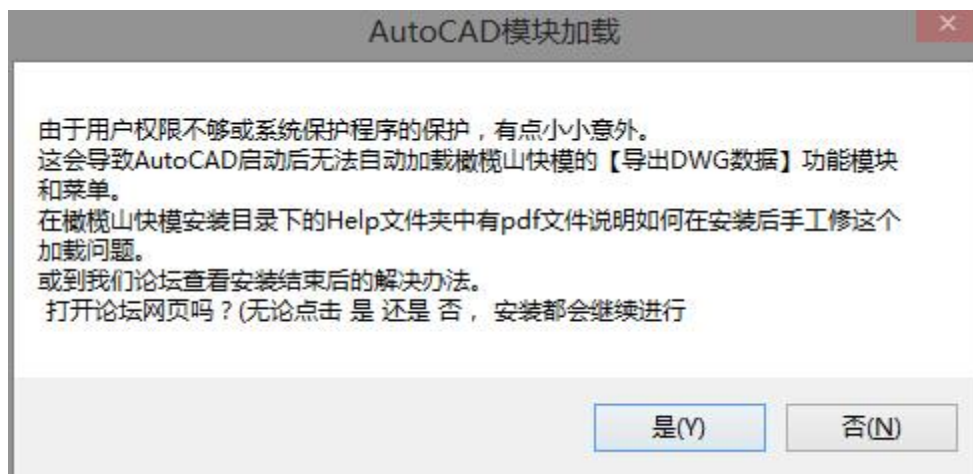 AutoCAD模块加载
由于用户权限不够或系统保护程序的保护，有点小小意外。
这会导致AutoCAD启动后无法自动加载橄榄山快模的【导出DWG数据】功能模块
和菜单。
在橄榄山快模安装目录下的Help文件夹中有pdf文件说明如何在安装后手工修这个
加载问题。
或到我们论坛查看安装结束后的解决办法。
打开论坛网页吗？(无论点击 是 还是 否， 安装都会继续进行
是(Y)
否(N)